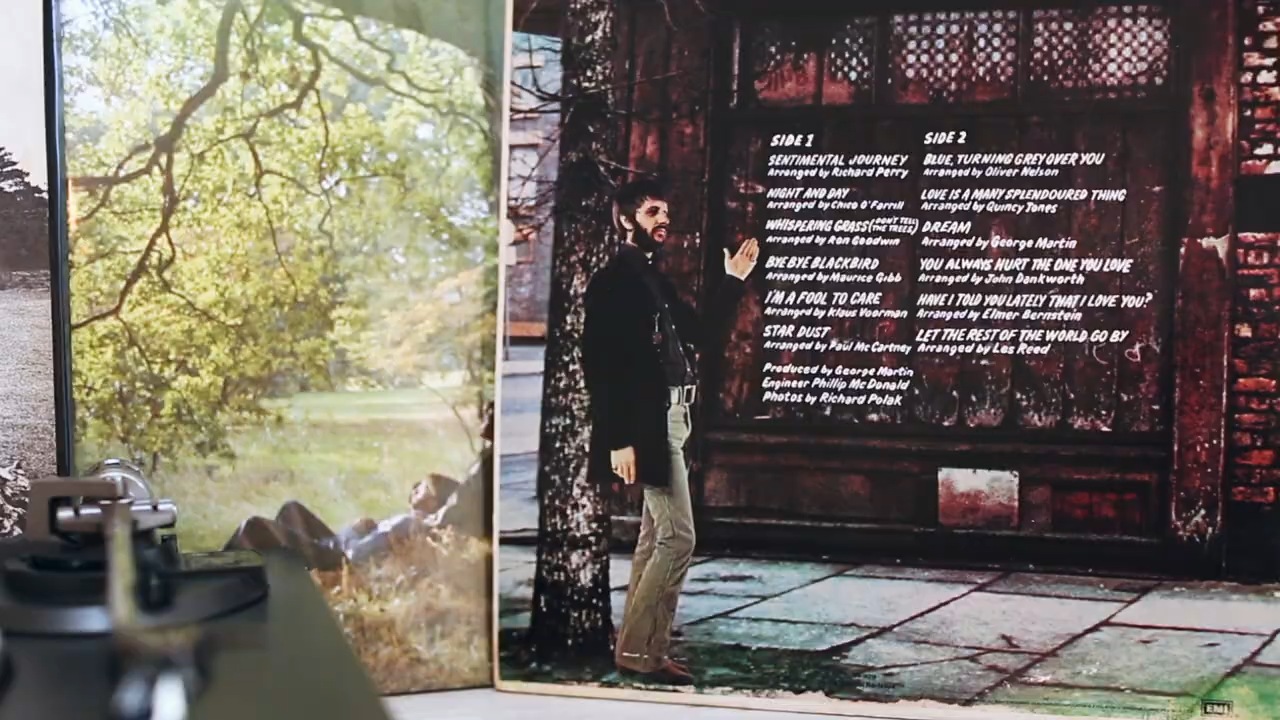 SIDE 1
SENTIMENTAL JOURNEY
Arranged by Richard Perry
NIGHT AND DAY
Arranged by Chico O'Farrill
WHISPERING GRASS (DON'T TELL THE TREES)
Arranged by Ron Goodwin
BYE BYE BLACKBIRD
Arranged by Maurice Gibb
I'M A FOOL TO CARE
Arranged by Klaus Voorman
STAR DUST
Arranged by Paul McCartney
Produced by George Martin
Engineer Phillip McDonald
Photos by Richard Polak
SIDE 2
BLUE, TURNING GREY OVER YOU
Arranged by Oliver Nelson
LOVE IS A MANY SPLENDOURED THING
Arranged by Quincy Jones
DREAM
Arranged by George Martin
YOU ALWAYS HURT THE ONE YOU LOVE
Arranged by John Dankworth
HAVE I TOLD YOU LATELY THAT I LOVE YOU?
Arranged by Elmer Bernstein
LET THE REST OF THE WORLD GO BY
Arranged by Les Reed
EMI